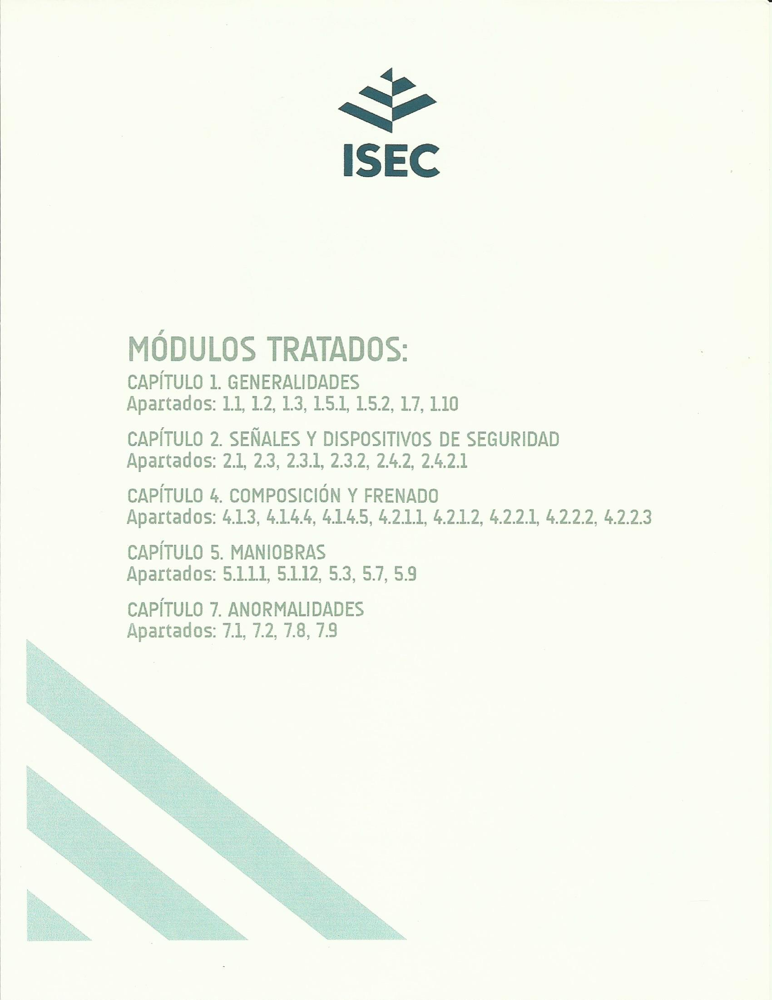 ISEC
MÓDULOS TRATADOS:
CAPÍTULO 1. GENERALIDADES
Apartados: 1.1, 1.2, 1.3, 1.5.1, 1.5.2, 1.7, 1.10
CAPÍTULO 2. SEÑALES Y DISPOSITIVOS DE SEGURIDAD
Apartados: 2.1, 2.3, 2.3.1, 2.3.2, 2.4.2, 2.4.2.1
CAPÍTULO 4. COMPOSICIÓN Y FRENADO
Apartados: 4.1.3, 4.1.4.4, 4.1.4.5, 4.2.1.1, 4.2.1.2, 4.2.2.1, 4.2.2.2, 4.2.2.3
CAPÍTULO 5. MANIOBRAS
Apartados: 5.1.1.1, 5.1.12, 5.3, 5.7, 5.9
CAPÍTULO 7. ANORMALIDADES
Apartados: 7.1, 7.2, 7.8, 7.9